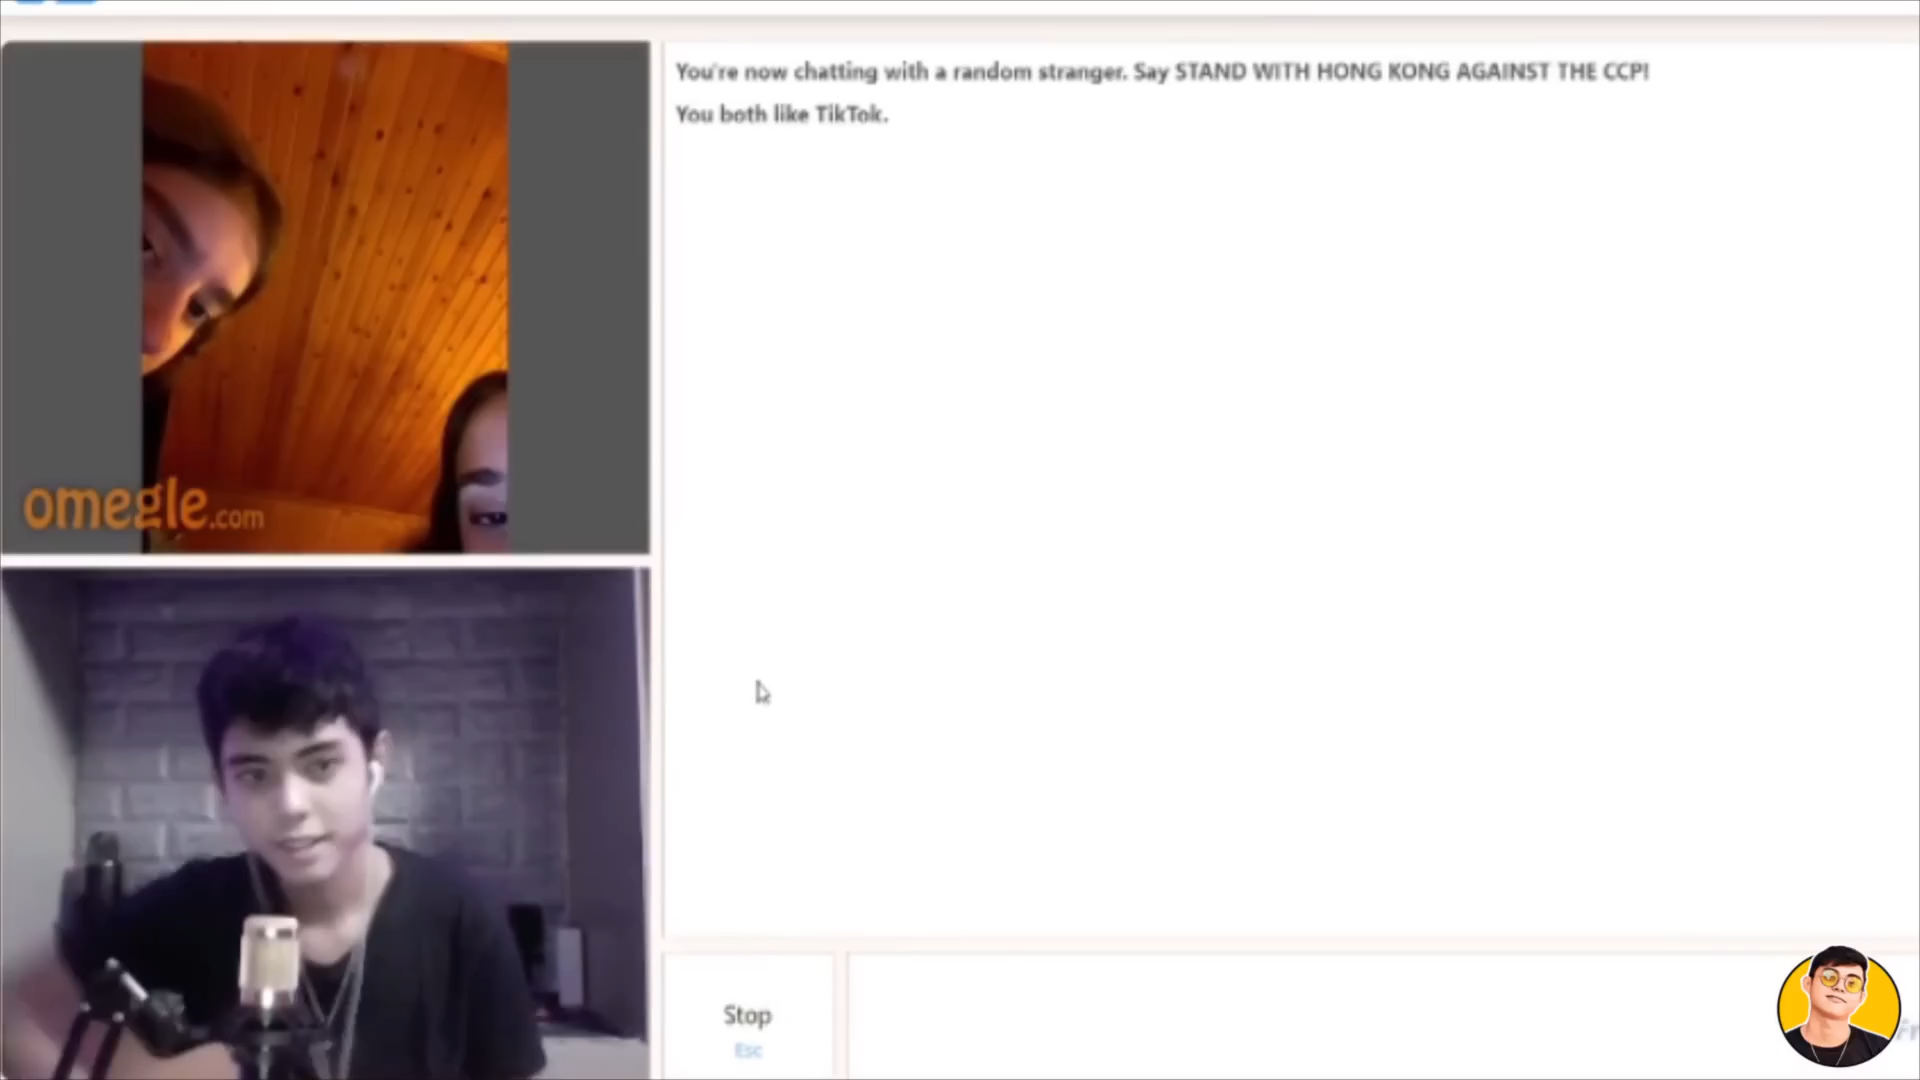 You're now chatting with a random stranger. Say STAND WITH HONG KONG AGAINST THE CCP!
You both like TikTok.
omegle.com
Stop
Esc